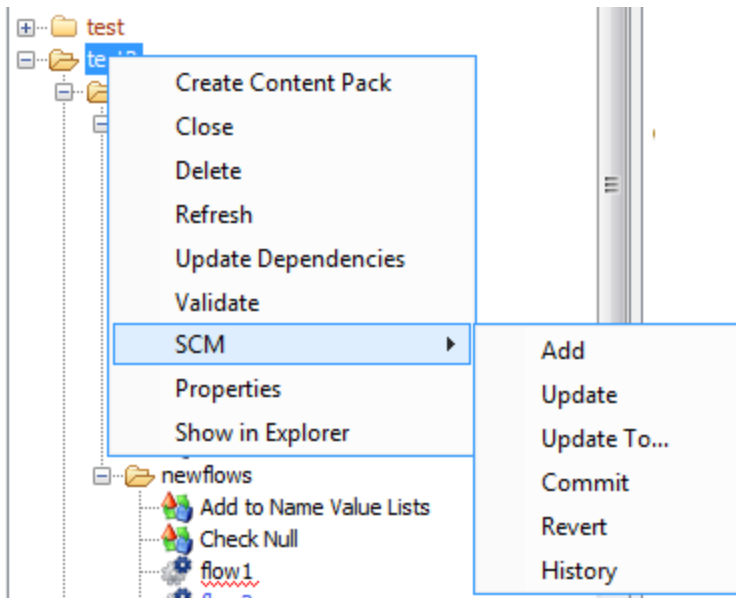 test
Create Content Pack
Close
Delete
Refresh
Update Dependencies
Validate
SCM
Properties
Show in Explorer
Add
Update
Update To...
Commit
Revert
History
newflows
Add to Name Value Lists
Check Null
flow1